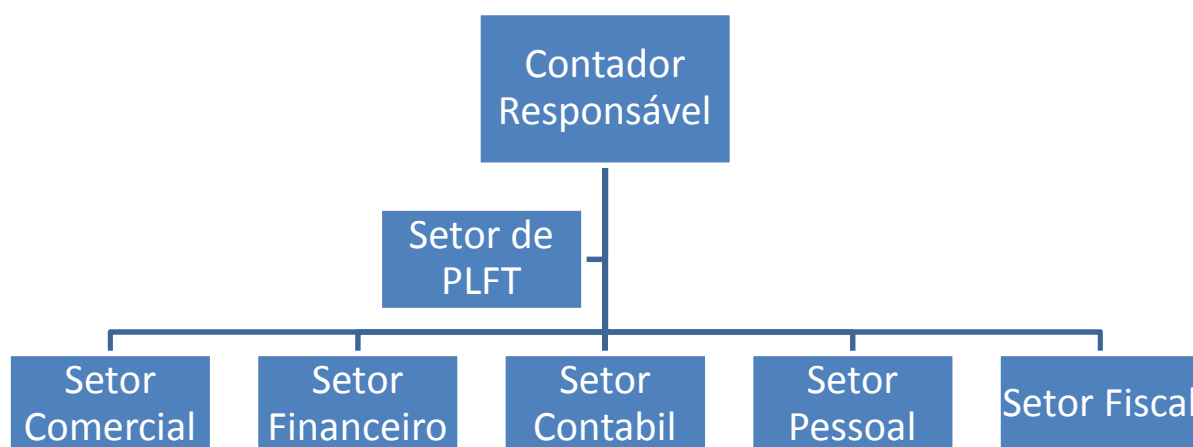 Contador
Responsável
Setor de
PLFT
Setor
Comercial
Setor
Financeiro
Setor
Contabil
Setor
Pessoal
Setor Fiscal